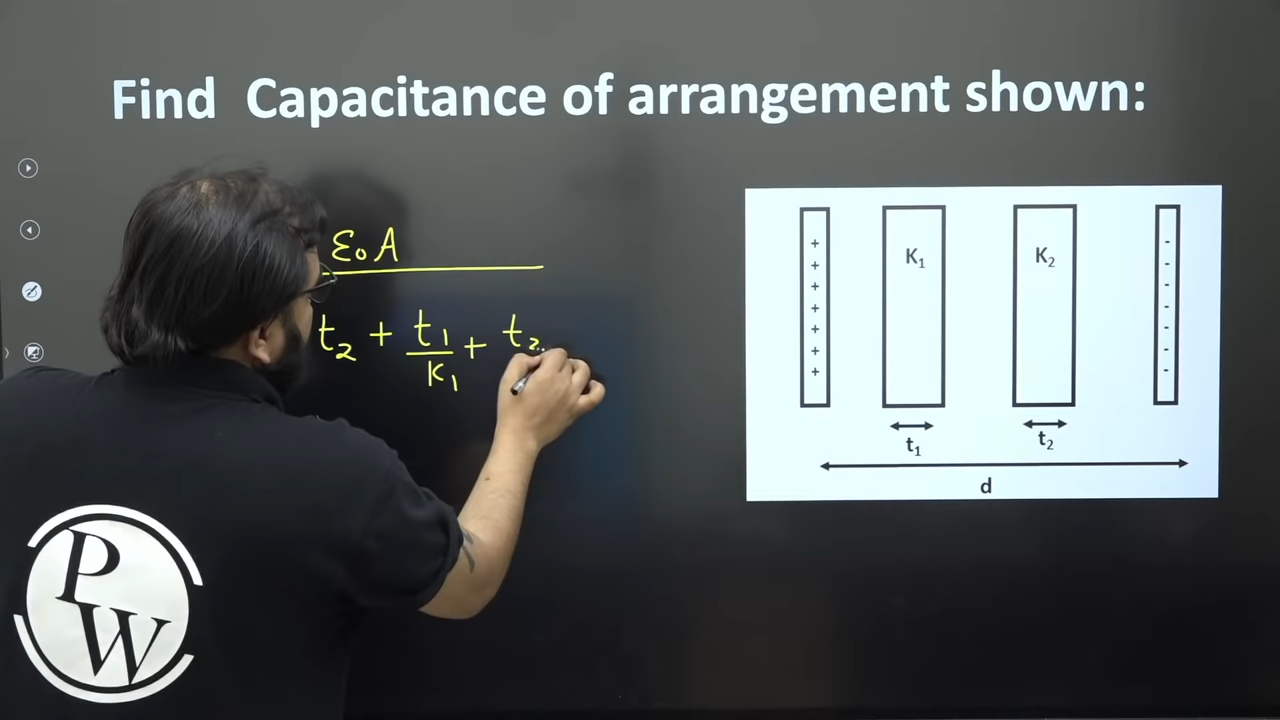 Find Capacitance of arrangement shown:
ε₀A
t₂ + t₁/K₁ + t₂
+ + + + + + +
K₁
K₂
- - - - - - -
t₁
t₂
d
PW